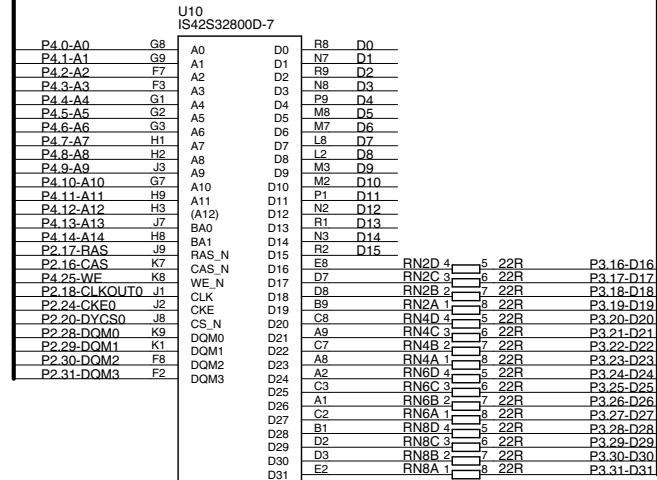 U10
IS42S32800D-7
P4.0-A0 G8 A0 D0 R8 D0
P4.1-A1 G9 A1 D1 N7 D1
P4.2-A2 F7 A2 D2 R9 D2
P4.3-A3 F3 A3 D3 N8 D3
P4.4-A4 G1 A4 D4 P9 D4
P4.5-A5 G2 A5 D5 M8 D5
P4.6-A6 G3 A6 D6 M7 D6
P4.7-A7 H1 A7 D7 L8 D7
P4.8-A8 H2 A8 D8 L2 D8
P4.9-A9 J3 A9 D9 M3 D9
P4.10-A10 G7 A10 D10 M2 D10
P4.11-A11 H9 A11 D11 P1 D11
P4.12-A12 H3 (A12) D12 N2 D12
P4.13-A13 J7 BA0 D13 R1 D13
P4.14-A14 H8 BA1 D14 N3 D14
P2.17-RAS J9 RAS_N D15 R2 D15
P2.16-CAS K7 CAS_N D16 E8 RN2D 4 5 22R P3.16-D16
P4.25-WE K8 WE_N D17 D7 RN2C 3 6 22R P3.17-D17
P2.18-CLKOUT0 J1 CLK D18 D8 RN2B 2 7 22R P3.18-D18
P2.24-CKE0 J2 CKE D19 B9 RN2A 1 8 22R P3.19-D19
P2.20-DYCS0 J8 CS_N D20 C8 RN4D 4 5 22R P3.20-D20
P2.28-DQM0 K9 DQM0 D21 A9 RN4C 3 6 22R P3.21-D21
P2.29-DQM1 K1 DQM1 D22 C7 RN4B 2 7 22R P3.22-D22
P2.30-DQM2 F8 DQM2 D23 A8 RN4A 1 8 22R P3.23-D23
P2.31-DQM3 F2 DQM3 D24 A2 RN6D 4 5 22R P3.24-D24
D25 C3 RN6C 3 6 22R P3.25-D25
D26 A1 RN6B 2 7 22R P3.26-D26
D27 C2 RN6A 1 8 22R P3.27-D27
D28 B1 RN8D 4 5 22R P3.28-D28
D29 D2 RN8C 3 6 22R P3.29-D29
D30 D3 RN8B 2 7 22R P3.30-D30
D31 E2 RN8A 1 8 22R P3.31-D31